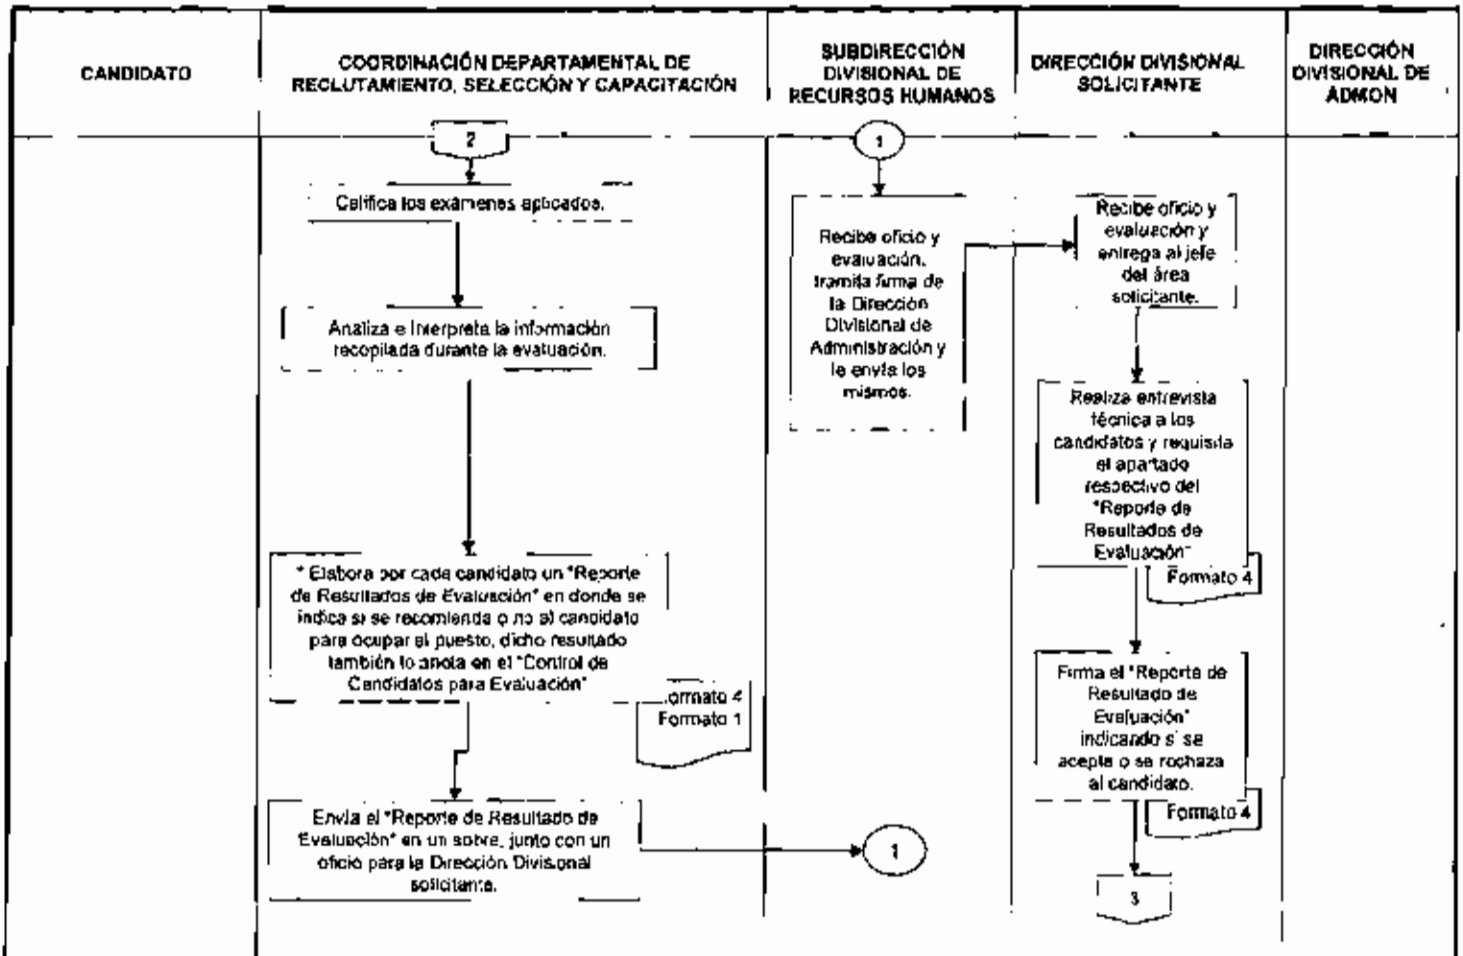 CANDIDATO
COORDINACIÓN DEPARTAMENTAL DE
RECLUTAMIENTO, SELECCIÓN Y CAPACITACIÓN
SUBDIRECCIÓN
DIVISIONAL DE
RECURSOS HUMANOS
DIRECCIÓN DIVISIONAL
SOLICITANTE
DIRECCIÓN
DIVISIONAL DE
ADMON
2
Califica los exámenes aplicados.
Analiza e Interpreta la información
recopilada durante la evaluación.
* Elabora por cada candidato un "Reporte
de Resultados de Evaluación" en donde se
indica si se recomienda o no al candidato
para ocupar el puesto, dicho resultado
también lo anota en el "Control de
Candidatos para Evaluación"
Formato 4
Formato 1
Envía el "Reporte de Resultado de
Evaluación" en un sobre, junto con un
oficio para la Dirección Divisional
solicitante.
1
1
Recibe oficio y
evaluación,
tramita firma de
la Dirección
Divisional de
Administración y
le envía los
mismos.
Recibe oficio y
evaluación y
entrega al jefe
del área
solicitante.
Realiza entrevista
técnica a los
candidatos y requisita
el apartado
respectivo del
"Reporte de
Resultados de
Evaluación"
Formato 4
Firma el "Reporte de
Resultado de
Evaluación"
indicando si se
acepta o se rechaza
al candidato.
Formato 4
3